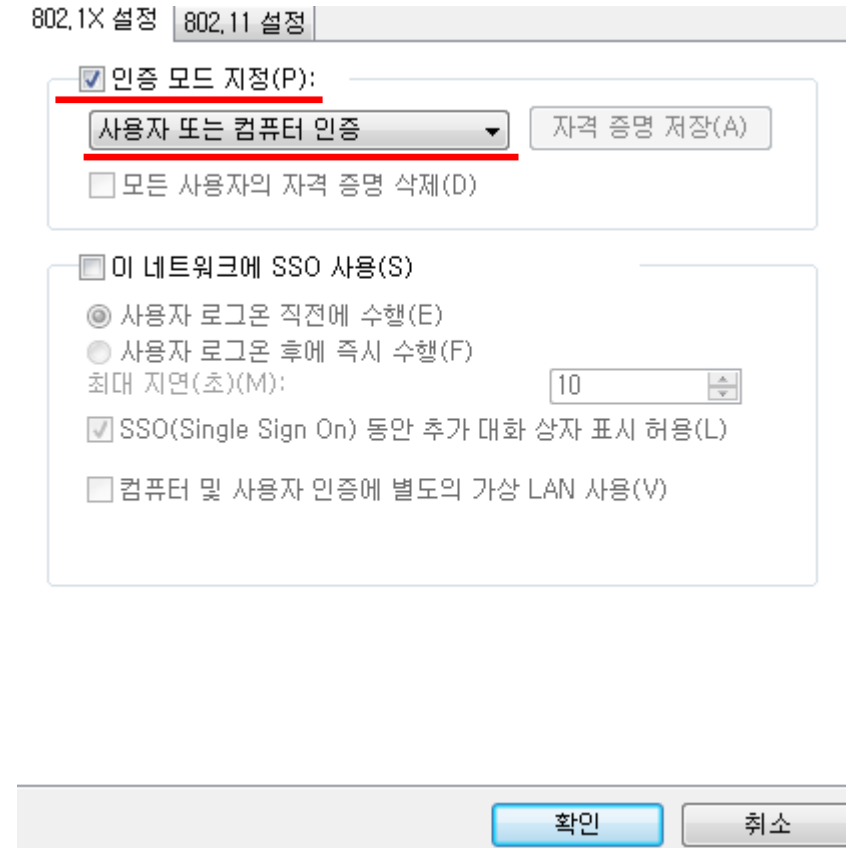 802.1X 설정 802.11 설정
인증 모드 지정(P):
사용자 또는 컴퓨터 인증 자격 증명 저장(A)
모든 사용자의 자격 증명 삭제(D)
이 네트워크에 SSO 사용(S)
사용자 로그온 직전에 수행(E)
사용자 로그온 후에 즉시 수행(F)
최대 지연(초)(M): 10
SSO(Single Sign On) 동안 추가 대화 상자 표시 허용(L)
컴퓨터 및 사용자 인증에 별도의 가상 LAN 사용(V)
확인 취소